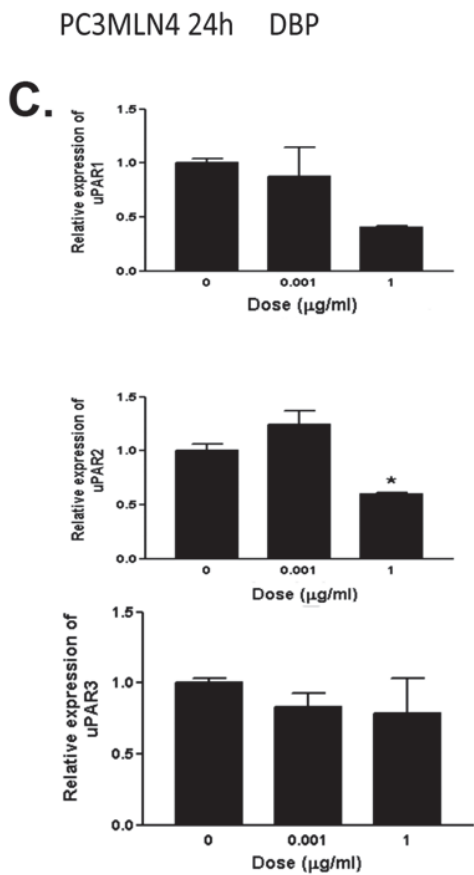 PC3MLN4 24h DBP
C.
Relative expression of
uPAR1
1.5
1.0
0.5
0.0
0 0.001 1
Dose (μg/ml)
Relative expression of
uPAR2
1.5
1.0
0.5
0.0
*
0 0.001 1
Dose (μg/ml)
Relative expression of
uPAR3
1.5
1.0
0.5
0.0
0 0.001 1
Dose (μg/ml)